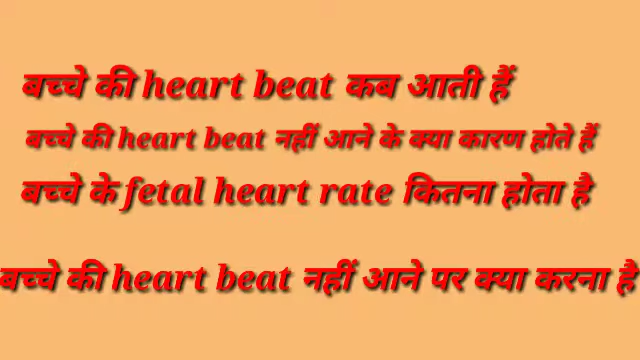 बच्चे की heart beat कब आती हैं
बच्चे की heart beat नहीं आने के क्या कारण होते हैं
बच्चे के fetal heart rate कितना होता है
बच्चे की heart beat नहीं आने पर क्या करना है